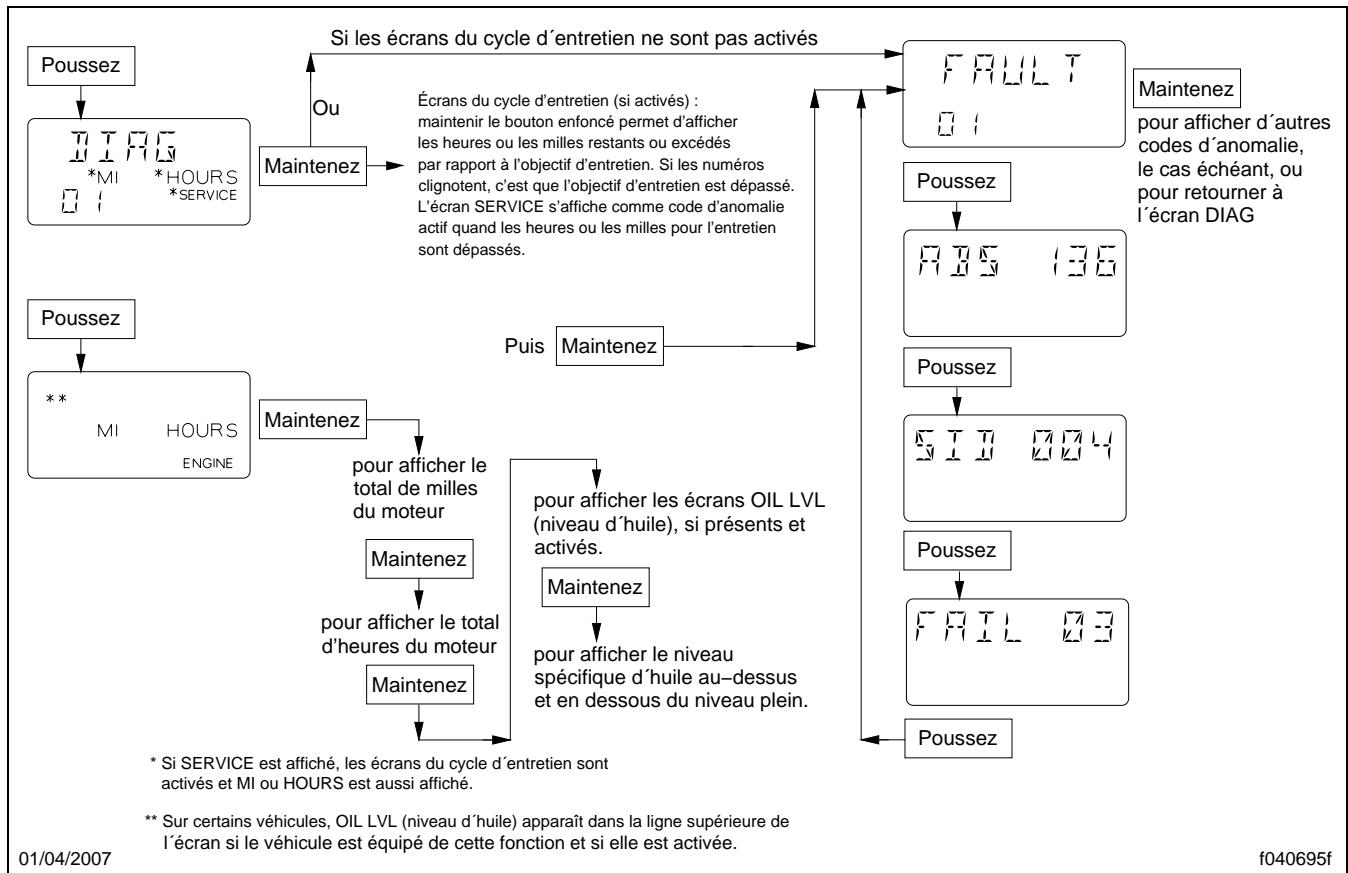 Si les écrans du cycle d´entretien ne sont pas activés
Poussez
DIAG
*MI *HOURS
01 *SERVICE
Ou
Maintenez
Écrans du cycle d'entretien (si activés) :
maintenir le bouton enfoncé permet d'afficher
les heures ou les milles restants ou excédés
par rapport à l'objectif d'entretien. Si les numéros
clignotent, c'est que l'objectif d'entretien est dépassé.
L'écran SERVICE s'affiche comme code d'anomalie
actif quand les heures ou les milles pour l'entretien
sont dépassés.
FAULT
01
Maintenez
pour afficher d´autres
codes d´anomalie,
le cas échéant, ou
pour retourner à
l´écran DIAG
Poussez
ABS 136
Puis Maintenez
Poussez
SID 004
Poussez
FAIL 03
Poussez
Poussez
**
MI HOURS
ENGINE
Maintenez
pour afficher le
total de milles
du moteur
Maintenez
pour afficher le total
d'heures du moteur
Maintenez
pour afficher les écrans OIL LVL
(niveau d´huile), si présents et
activés.
Maintenez
pour afficher le niveau
spécifique d´huile au−dessus
et en dessous du niveau plein.
* Si SERVICE est affiché, les écrans du cycle d´entretien sont
activés et MI ou HOURS est aussi affiché.
** Sur certains véhicules, OIL LVL (niveau d´huile) apparaît dans la ligne supérieure de
l´écran si le véhicule est équipé de cette fonction et si elle est activée.
01/04/2007
f040695f